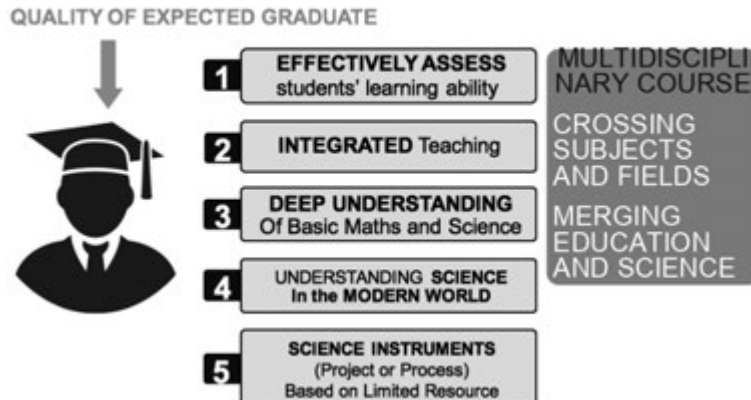 QUALITY OF EXPECTED GRADUATE
1
EFFECTIVELY ASSESS
students' learning ability
2
INTEGRATED Teaching
3
DEEP UNDERSTANDING
Of Basic Maths and Science
4
UNDERSTANDING SCIENCE
In the MODERN WORLD
5
SCIENCE INSTRUMENTS
(Project or Process)
Based on Limited Resource
MULTIDISCIPLI
NARY COURSE
CROSSING
SUBJECTS
AND FIELDS
MERGING
EDUCATION
AND SCIENCE